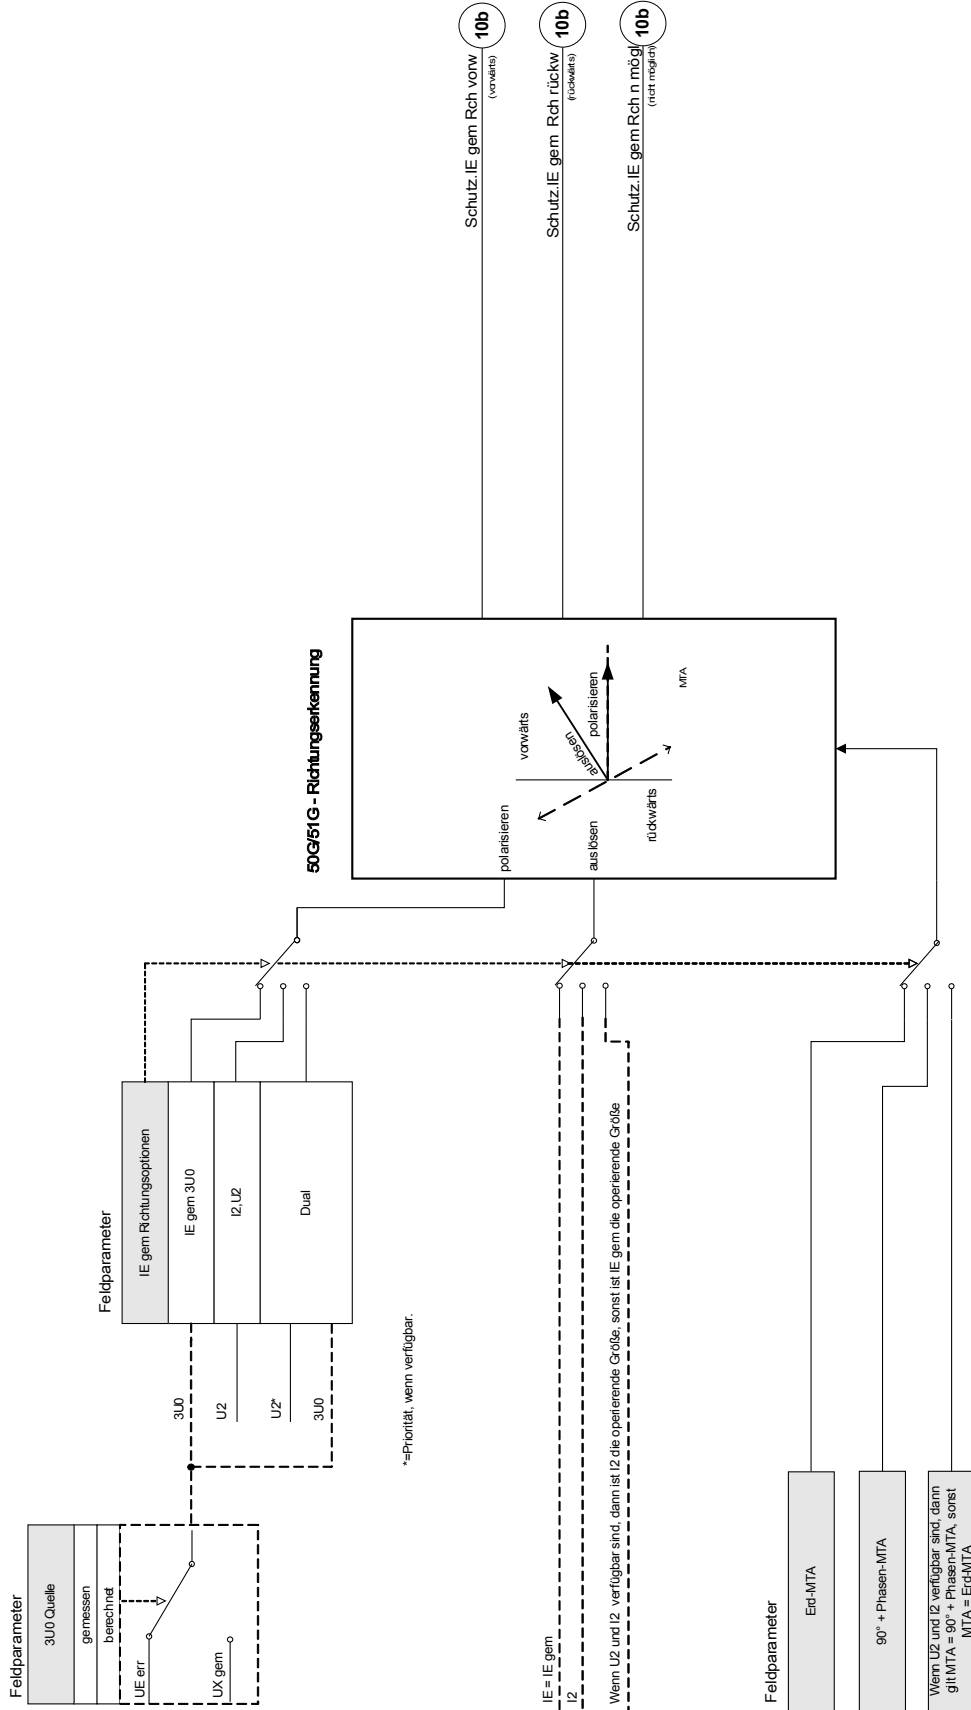 Feldparameter
3U0 Quelle
gemessen
berechnet
UE err
UX gem
Feldparameter
IE gem Richtungsoptionen
IE gem 3U0
I2,U2
Dual
3U0
U2
U2*
3U0
*=Priorität, wenn verfügbar.
IE = IE gem
I2
Wenn U2 und I2 verfügbar sind, dann ist I2 die operierende Größe, sonst ist IE gem die operierende Größe
Feldparameter
Erd-MTA
90° + Phasen-MTA
Wenn U2 und I2 verfügbar sind, dann
gilt MTA = 90° + Phasen-MTA, sonst
MTA = Erd-MTA
50G/51G - Richtungserkennung
polarisieren
auslösen
vorwärts
auslösen
polarisieren
rückwärts
MTA
Schutz.IE gem Rch vorw
(vorwärts)
10b
Schutz.IE gem Rch rückw
(rückwärts)
10b
Schutz.IE gem Rch n mögl
(nicht möglich)
10b